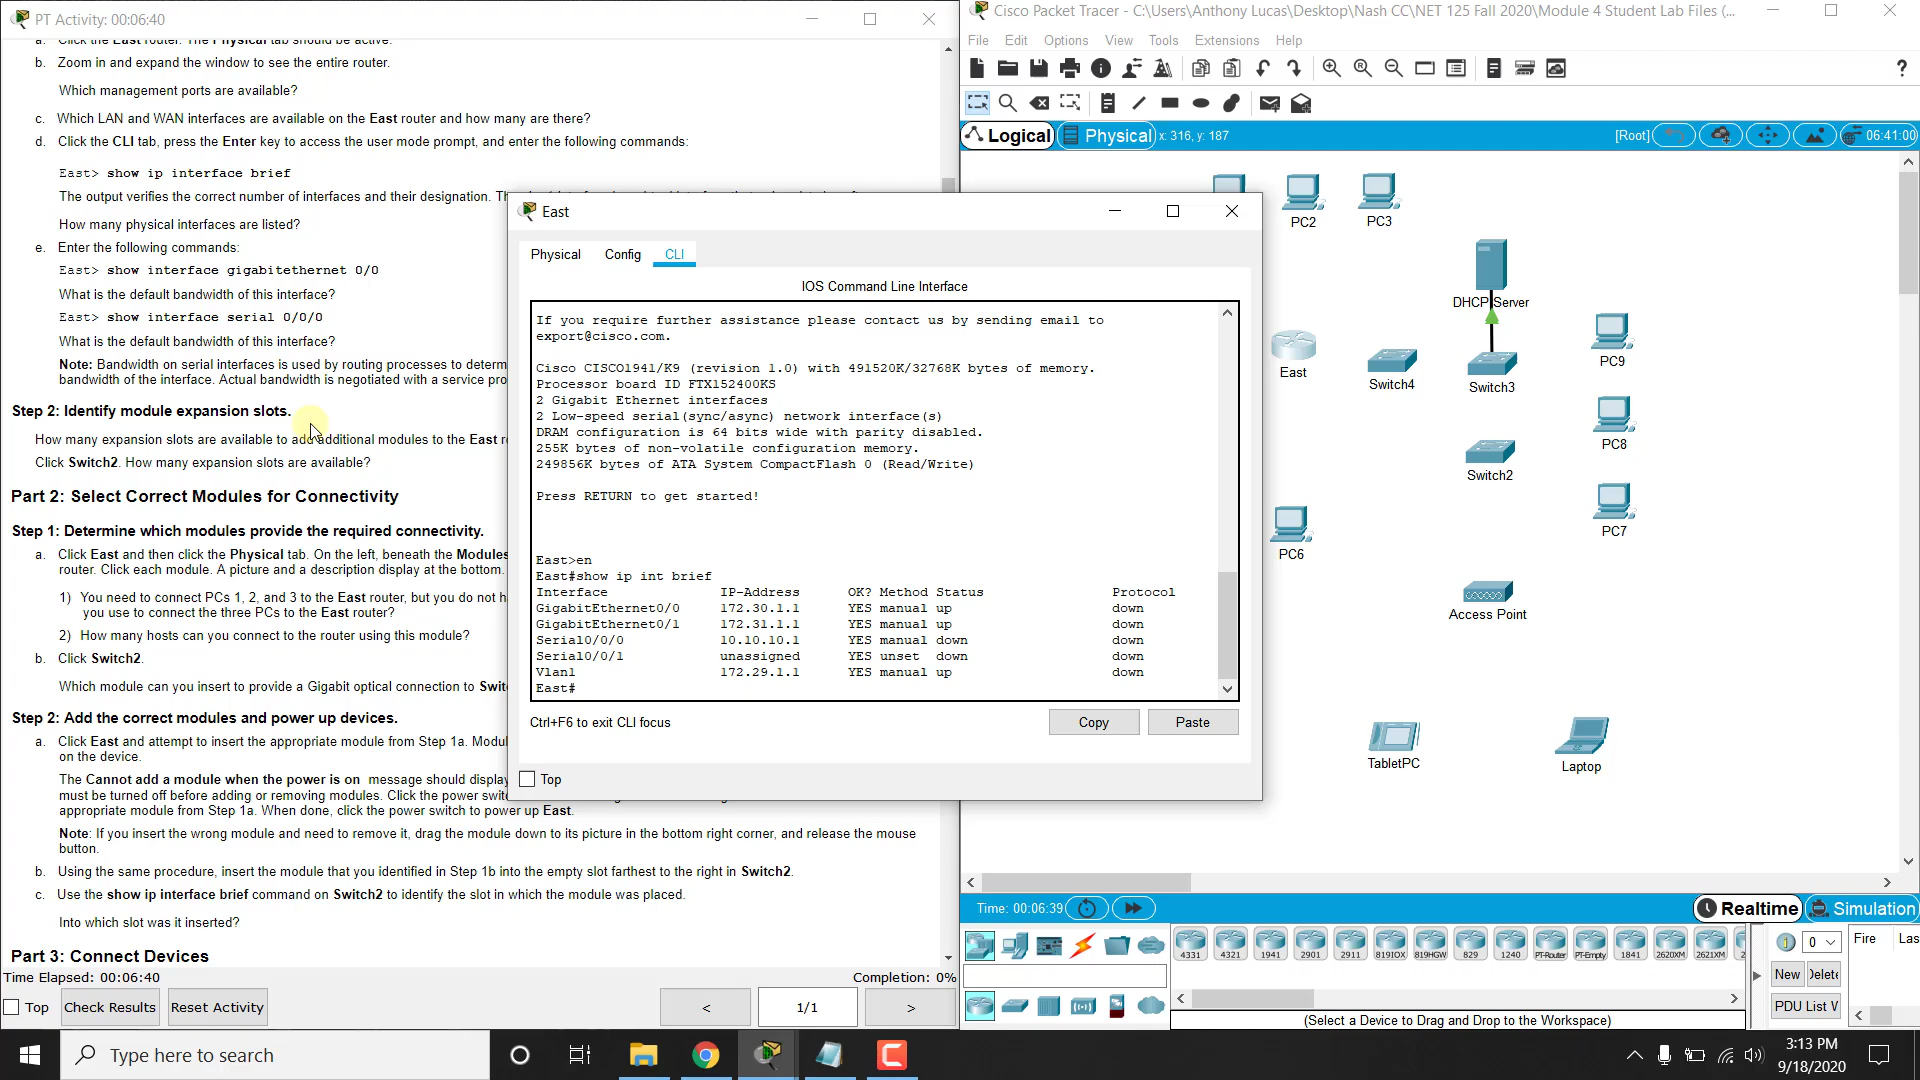 PT Activity: 00:06:40
a. Click the East router. The Physical tab should be active.
b. Zoom in and expand the window to see the entire router.
Which management ports are available?
c. Which LAN and WAN interfaces are available on the East router and how many are there?
d. Click the CLI tab, press the Enter key to access the user mode prompt, and enter the following commands:
East> show ip interface brief
The output verifies the correct number of interfaces and their designation.
How many physical interfaces are listed?
e. Enter the following commands:
East> show interface gigabitethernet 0/0
What is the default bandwidth of this interface?
East> show interface serial 0/0/0
What is the default bandwidth of this interface?
Note: Bandwidth on serial interfaces is used by routing processes to determ
bandwidth of the interface. Actual bandwidth is negotiated with a service pro
Step 2: Identify module expansion slots.
How many expansion slots are available to add additional modules to the East r
Click Switch2. How many expansion slots are available?
Part 2: Select Correct Modules for Connectivity
Step 1: Determine which modules provide the required connectivity.
a. Click East and then click the Physical tab. On the left, beneath the Modules
router. Click each module. A picture and a description display at the bottom.
1) You need to connect PCs 1, 2, and 3 to the East router, but you do not h
you use to connect the three PCs to the East router?
2) How many hosts can you connect to the router using this module?
b. Click Switch2.
Which module can you insert to provide a Gigabit optical connection to Swit
Step 2: Add the correct modules and power up devices.
a. Click East and attempt to insert the appropriate module from Step 1a. Modul
on the device.
The Cannot add a module when the power is on message should display
must be turned off before adding or removing modules. Click the power switc
appropriate module from Step 1a. When done, click the power switch to power up East.
Note: If you insert the wrong module and need to remove it, drag the module down to its picture in the bottom right corner, and release the mouse
button.
b. Using the same procedure, insert the module that you identified in Step 1b into the empty slot farthest to the right in Switch2.
c. Use the show ip interface brief command on Switch2 to identify the slot in which the module was placed.
Into which slot was it inserted?
Part 3: Connect Devices
Time Elapsed: 00:06:40 Completion: 0%
Top Check Results Reset Activity < 1/1 >
East
Physical Config CLI
IOS Command Line Interface
If you require further assistance please contact us by sending email to
export@cisco.com.
Cisco CISCO1941/K9 (revision 1.0) with 491520K/32768K bytes of memory.
Processor board ID FTX152400KS
2 Gigabit Ethernet interfaces
2 Low-speed serial(sync/async) network interface(s)
DRAM configuration is 64 bits wide with parity disabled.
255K bytes of non-volatile configuration memory.
249856K bytes of ATA System CompactFlash 0 (Read/Write)
Press RETURN to get started!
East>en
East#show ip int brief
Interface IP-Address OK? Method Status Protocol
GigabitEthernet0/0 172.30.1.1 YES manual up down
GigabitEthernet0/1 172.31.1.1 YES manual up down
Serial0/0/0 10.10.10.1 YES manual down down
Serial0/0/1 unassigned YES unset down down
Vlan1 172.29.1.1 YES manual up down
East#
Ctrl+F6 to exit CLI focus Copy Paste
Top
Cisco Packet Tracer - C:\Users\Anthony Lucas\Desktop\Nash CC\NET 125 Fall 2020\Module 4 Student Lab Files (...
File Edit Options View Tools Extensions Help
Logical Physical x: 316, y: 187 [Root] 06:41:00
PC2
PC3
DHCP Server
PC9
East
Switch4
Switch3
PC8
Switch2
PC7
PC6
Access Point
TabletPC
Laptop
Time: 00:06:39 Realtime Simulation
4331 4321 1941 2901 2911 819IOX 819HGW 829 1240 PT-Router PT-Empty 1841 2620XM 2621XM 2
0 Fire Las
New Delete
PDU List V
(Select a Device to Drag and Drop to the Workspace)
Type here to search
3:13 PM
9/18/2020